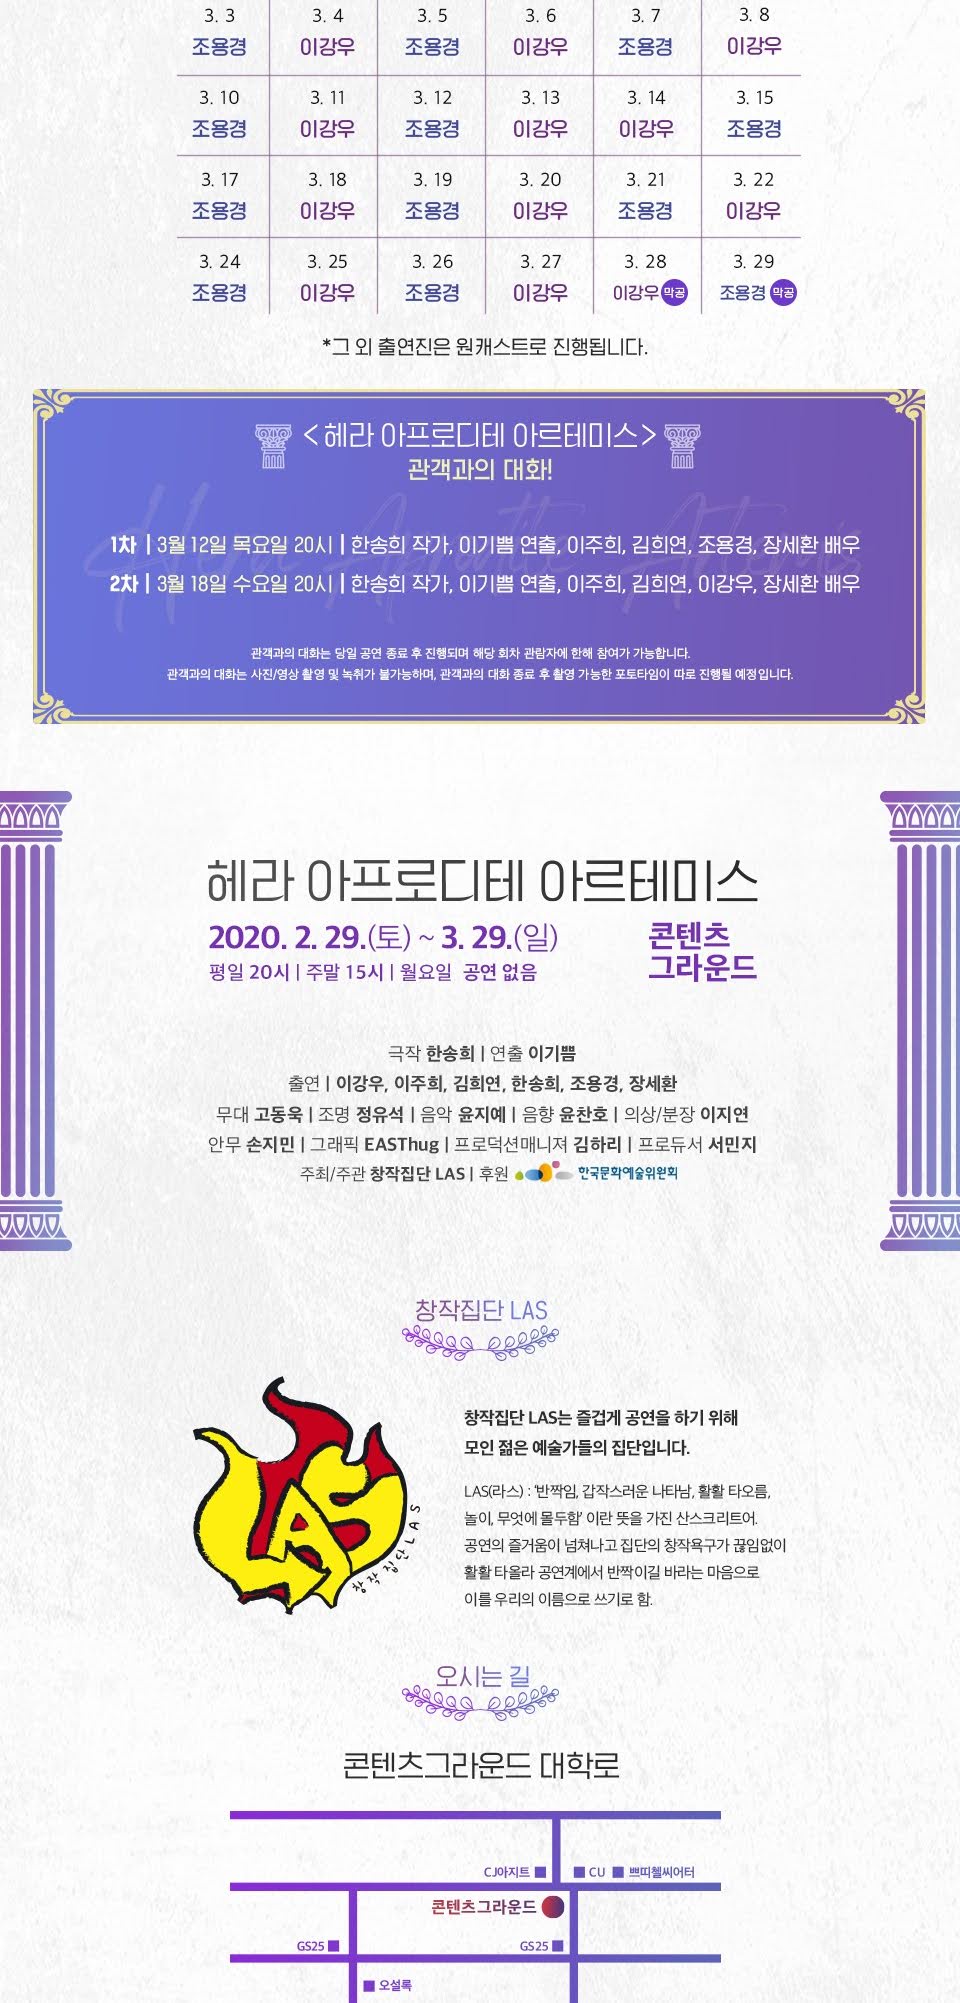 3. 3 3. 4 3. 5 3. 6 3. 7 3. 8
조용경 이강우 조용경 이강우 조용경 이강우
3. 10 3. 11 3. 12 3. 13 3. 14 3. 15
조용경 이강우 조용경 이강우 이강우 조용경
3. 17 3. 18 3. 19 3. 20 3. 21 3. 22
조용경 이강우 조용경 이강우 조용경 이강우
3. 24 3. 25 3. 26 3. 27 3. 28 3. 29
조용경 이강우 조용경 이강우 이강우 막공 조용경 막공
*그 외 출연진은 원캐스트로 진행됩니다.
<헤라 아프로디테 아르테미스>
관객과의 대화!
1차 | 3월 12일 목요일 20시 | 한송희 작가, 이기쁨 연출, 이주희, 김희연, 조용경, 장세환 배우
2차 | 3월 18일 수요일 20시 | 한송희 작가, 이기쁨 연출, 이주희, 김희연, 이강우, 장세환 배우
관객과의 대화는 당일 공연 종료 후 진행되며 해당 회차 관람자에 한해 참여가 가능합니다.
관객과의 대화는 사진/영상 촬영 및 녹취가 불가능하며, 관객과의 대화 종료 후 촬영 가능한 포토타임이 따로 진행될 예정입니다.
헤라 아프로디테 아르테미스
2020. 2. 29.(토) ~ 3. 29.(일)
평일 20시 | 주말 15시 | 월요일 공연 없음
콘텐츠
그라운드
극작 한송희 | 연출 이기쁨
출연 | 이강우, 이주희, 김희연, 한송희, 조용경, 장세환
무대 고동욱 | 조명 정유석 | 음악 윤지예 | 음향 윤찬호 | 의상/분장 이지연
안무 손지민 | 그래픽 EASThug | 프로덕션매니져 김하리 | 프로듀서 서민지
주최/주관 창작집단 LAS | 후원 한국문화예술위원회
창작집단 LAS
LAS
창작집단LAS
창작집단 LAS는 즐겁게 공연을 하기 위해
모인 젊은 예술가들의 집단입니다.
LAS(라스) : '반짝임, 갑작스러운 나타남, 활활 타오름,
놀이, 무엇에 몰두함' 이란 뜻을 가진 산스크리트어.
공연의 즐거움이 넘쳐나고 집단의 창작욕구가 끊임없이
활활 타올라 공연계에서 반짝이길 바라는 마음으로
이를 우리의 이름으로 쓰기로 함.
오시는 길
콘텐츠그라운드 대학로
CJ아지트 CU 쁘띠첼씨어터
콘텐츠그라운드
GS25 GS25
오설록